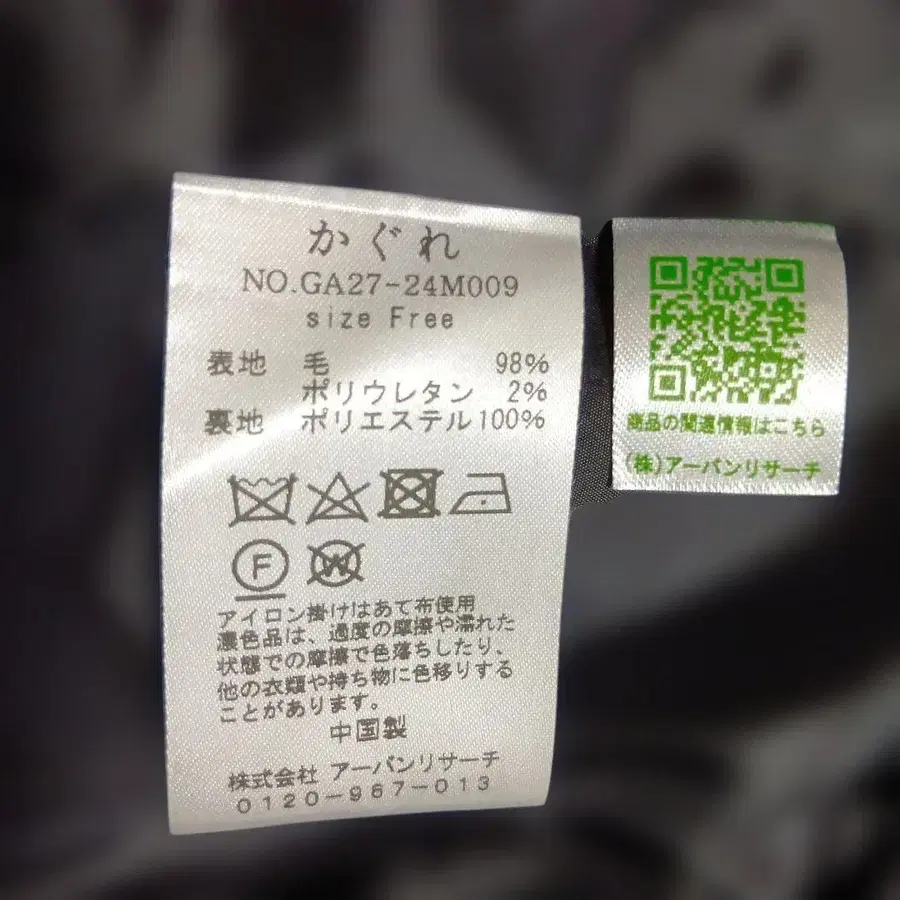 かぐれ
NO.GA27-24M009
size Free
表地 毛 98%
ポリウレタン 2%
裏地 ポリエステル100%
F
W
アイロン掛けはあて布使用
濃色品は、過度の摩擦や濡れた
状態での摩擦で色落ちしたり、
他の衣類や持ち物に色移りする
ことがあります。
中国製
株式会社 アーバンリサーチ
0120-967-013
商品の関連情報はこちら
(株)アーバンリサーチ